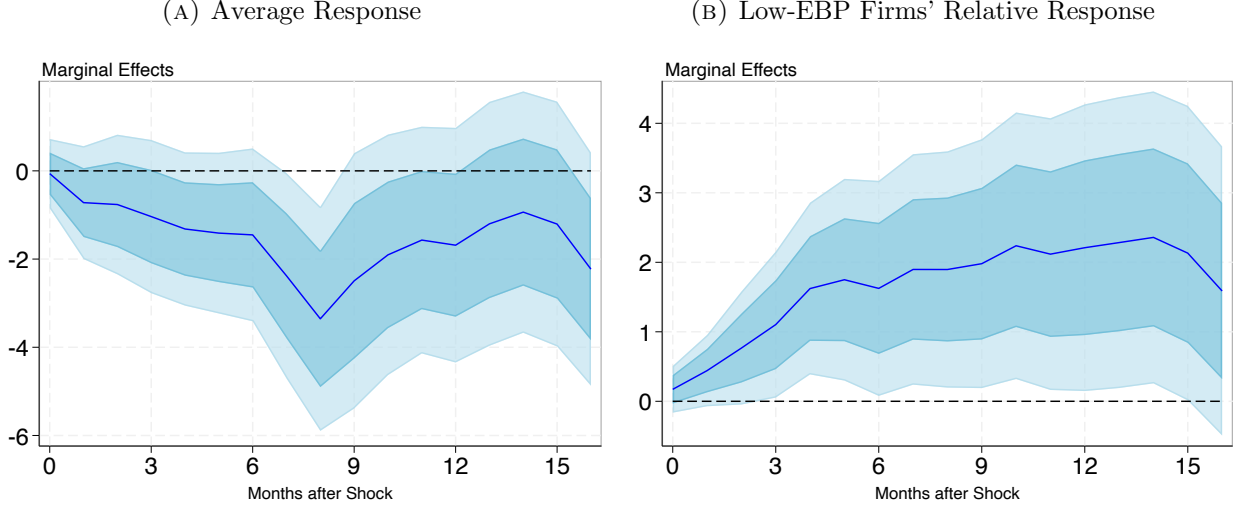 (A) Average Response
Marginal Effects
0
-2
-4
-6
0 3 6 9 12 15
Months after Shock
(B) Low-EBP Firms' Relative Response
Marginal Effects
4
3
2
1
0
0 3 6 9 12 15
Months after Shock